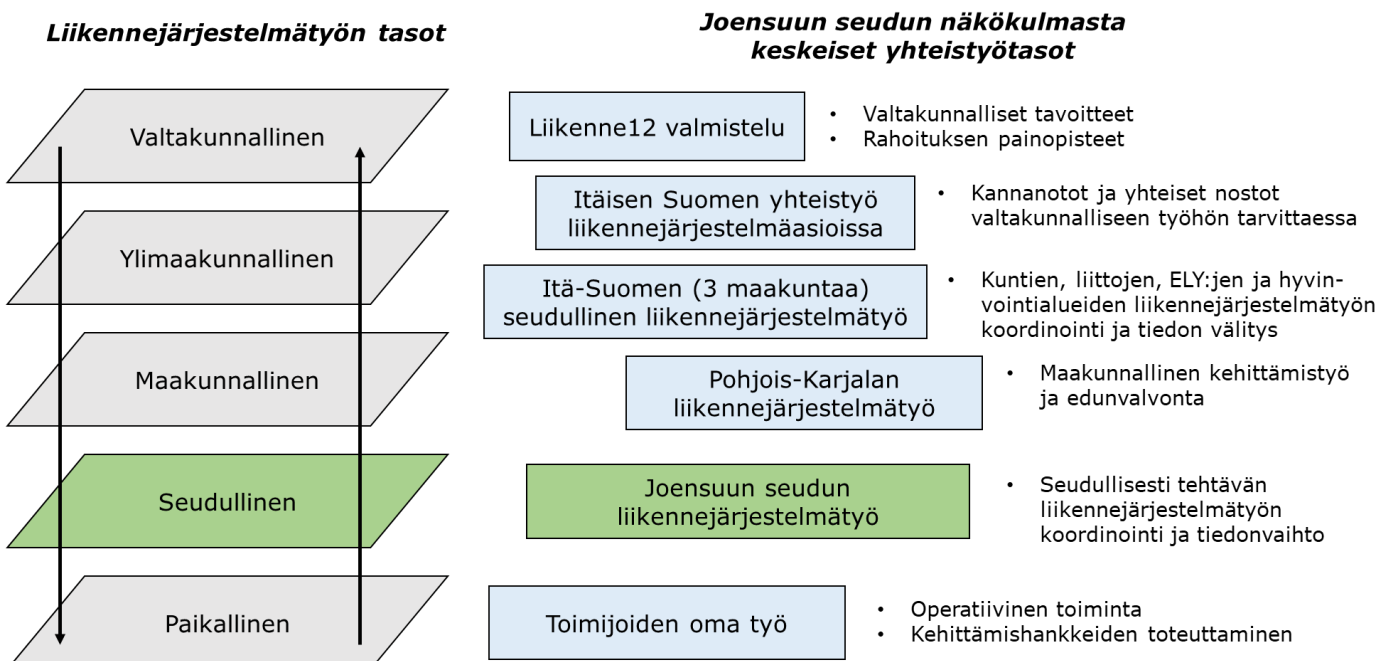 Liikennejärjestelmätyön tasot
Joensuun seudun näkökulmasta
keskeiset yhteistyötasot
Valtakunnallinen
Liikenne12 valmistelu
• Valtakunnalliset tavoitteet
• Rahoituksen painopisteet
Ylimaakunnallinen
Itäisen Suomen yhteistyö
liikennejärjestelmäasioissa
• Kannanotot ja yhteiset nostot
valtakunnalliseen työhön tarvittaessa
Itä-Suomen (3 maakuntaa)
seudullinen liikennejärjestelmätyö
• Kuntien, liittojen, ELY:jen ja hyvin-
vointialueiden liikennejärjestelmätyön
koordinointi ja tiedon välitys
Maakunnallinen
Pohjois-Karjalan
liikennejärjestelmätyö
• Maakunnallinen kehittämistyö
ja edunvalvonta
Seudullinen
Joensuun seudun
liikennejärjestelmätyö
• Seudullisesti tehtävän
liikennejärjestelmätyön
koordinointi ja tiedonvaihto
Paikallinen
Toimijoiden oma työ
• Operatiivinen toiminta
• Kehittämishankkeiden toteuttaminen